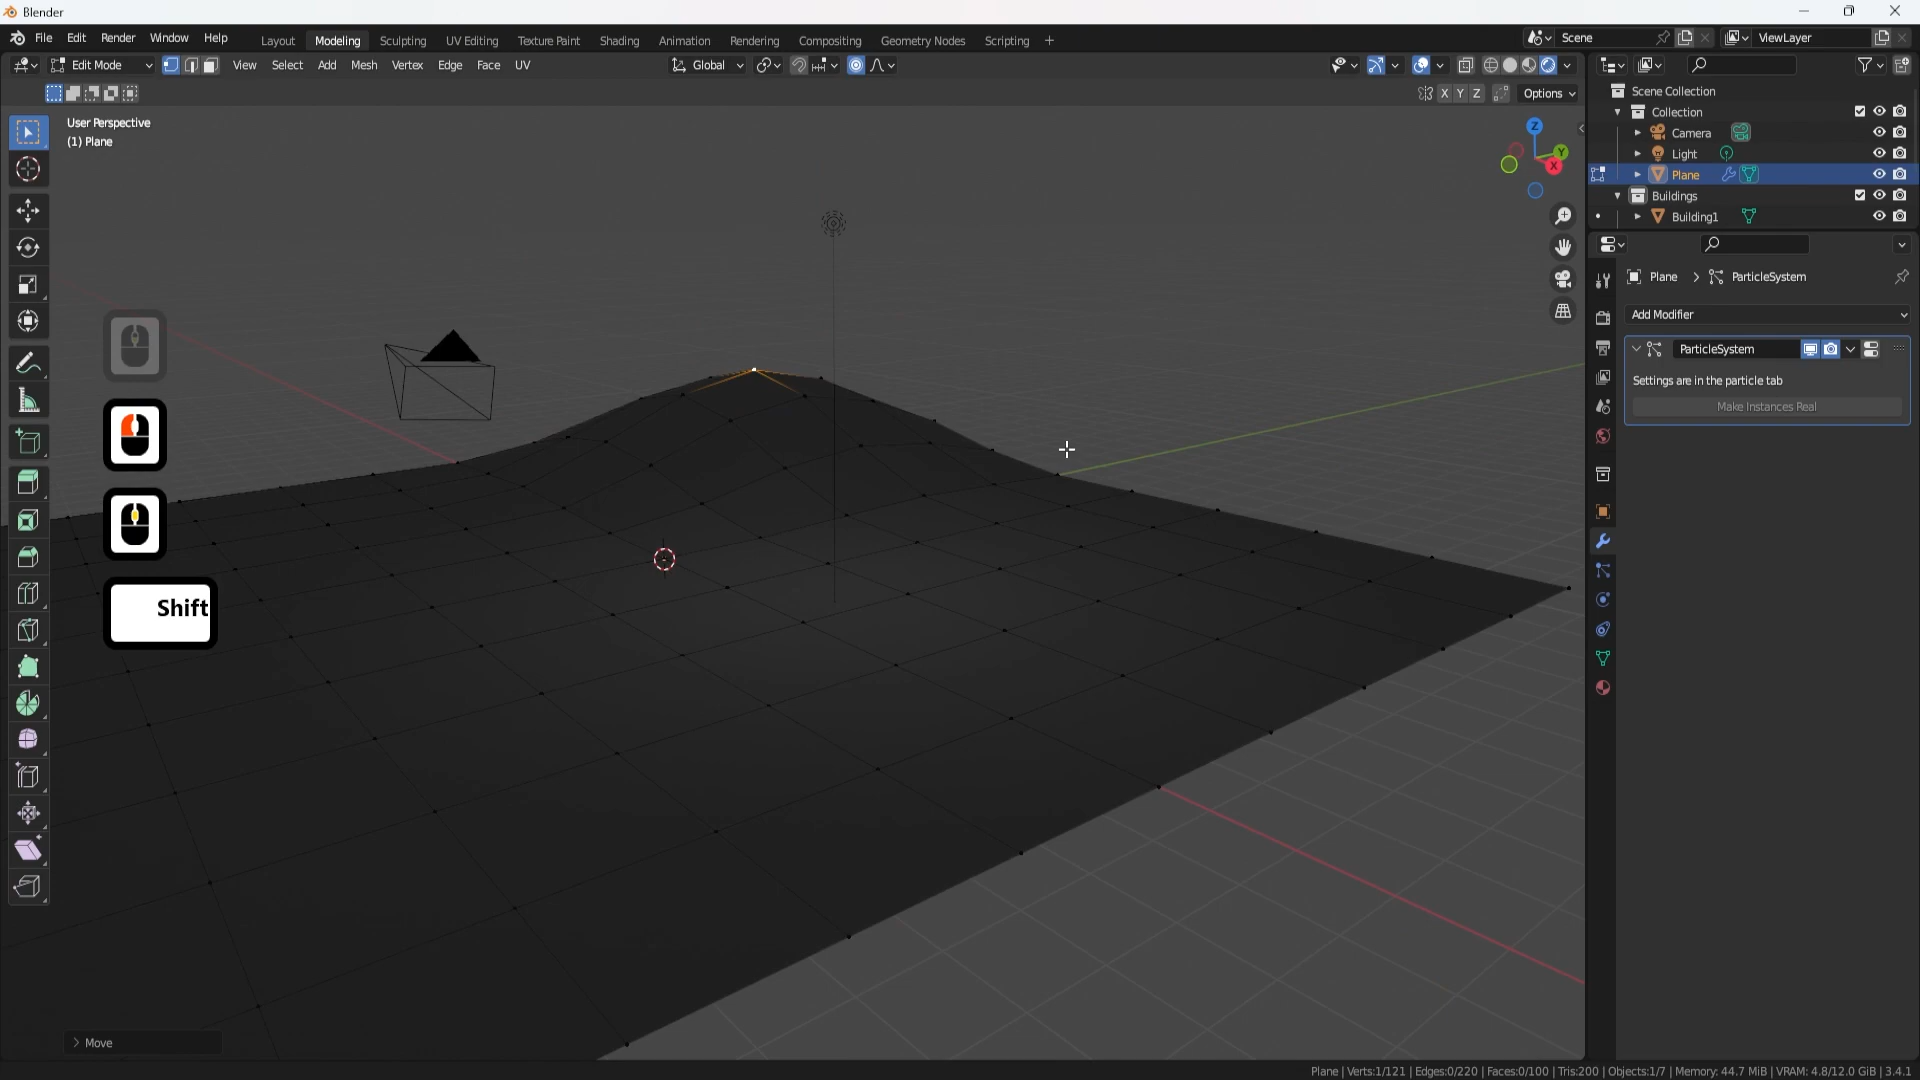 Blender
File Edit Render Window Help
Layout Modeling Sculpting UV Editing Texture Paint Shading Animation Rendering Compositing Geometry Nodes Scripting +
Scene
ViewLayer
Edit Mode View Select Add Mesh Vertex Edge Face UV
Global
X Y Z
Options
User Perspective
(1) Plane
Z
Y
X
Shift
Move
Scene Collection
Collection
Camera
Light
Plane
Buildings
Building1
Plane > ParticleSystem
Add Modifier
ParticleSystem
Settings are in the particle tab
Make Instances Real
Plane | Verts:1/121 | Edges:0/220 | Faces:0/100 | Tris:200 | Objects:1/7 | Memory: 44.7 MiB | VRAM: 4.8/12.0 GiB | 3.4.1